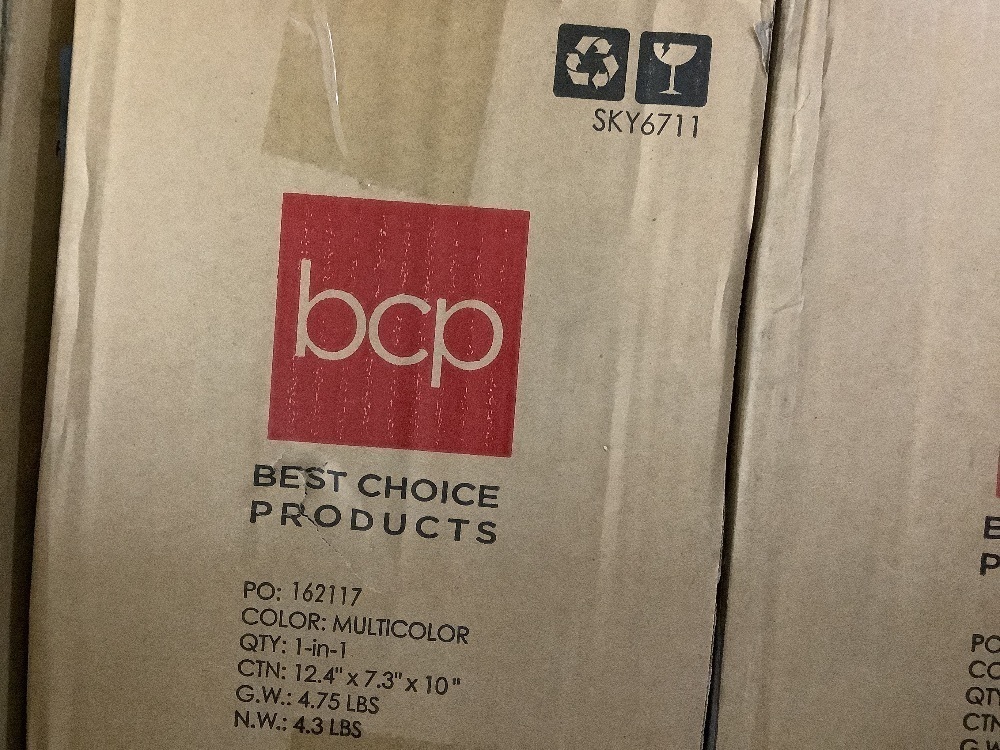 SKY6711
bcp
BEST CHOICE
PRODUCTS
PO: 162117
COLOR: MULTICOLOR
QTY: 1-in-1
CTN: 12.4" x 7.3" x 10"
G.W.: 4.75 LBS
N.W.: 4.3 LBS